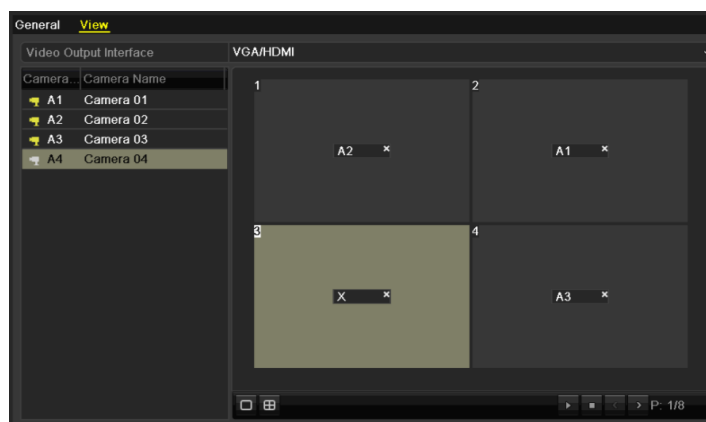 General View
Video Output Interface VGA/HDMI
Camera... Camera Name
A1 Camera 01
A2 Camera 02
A3 Camera 03
A4 Camera 04
1 2
A2 × A1 ×
3 4
X × A3 ×
P: 1/8